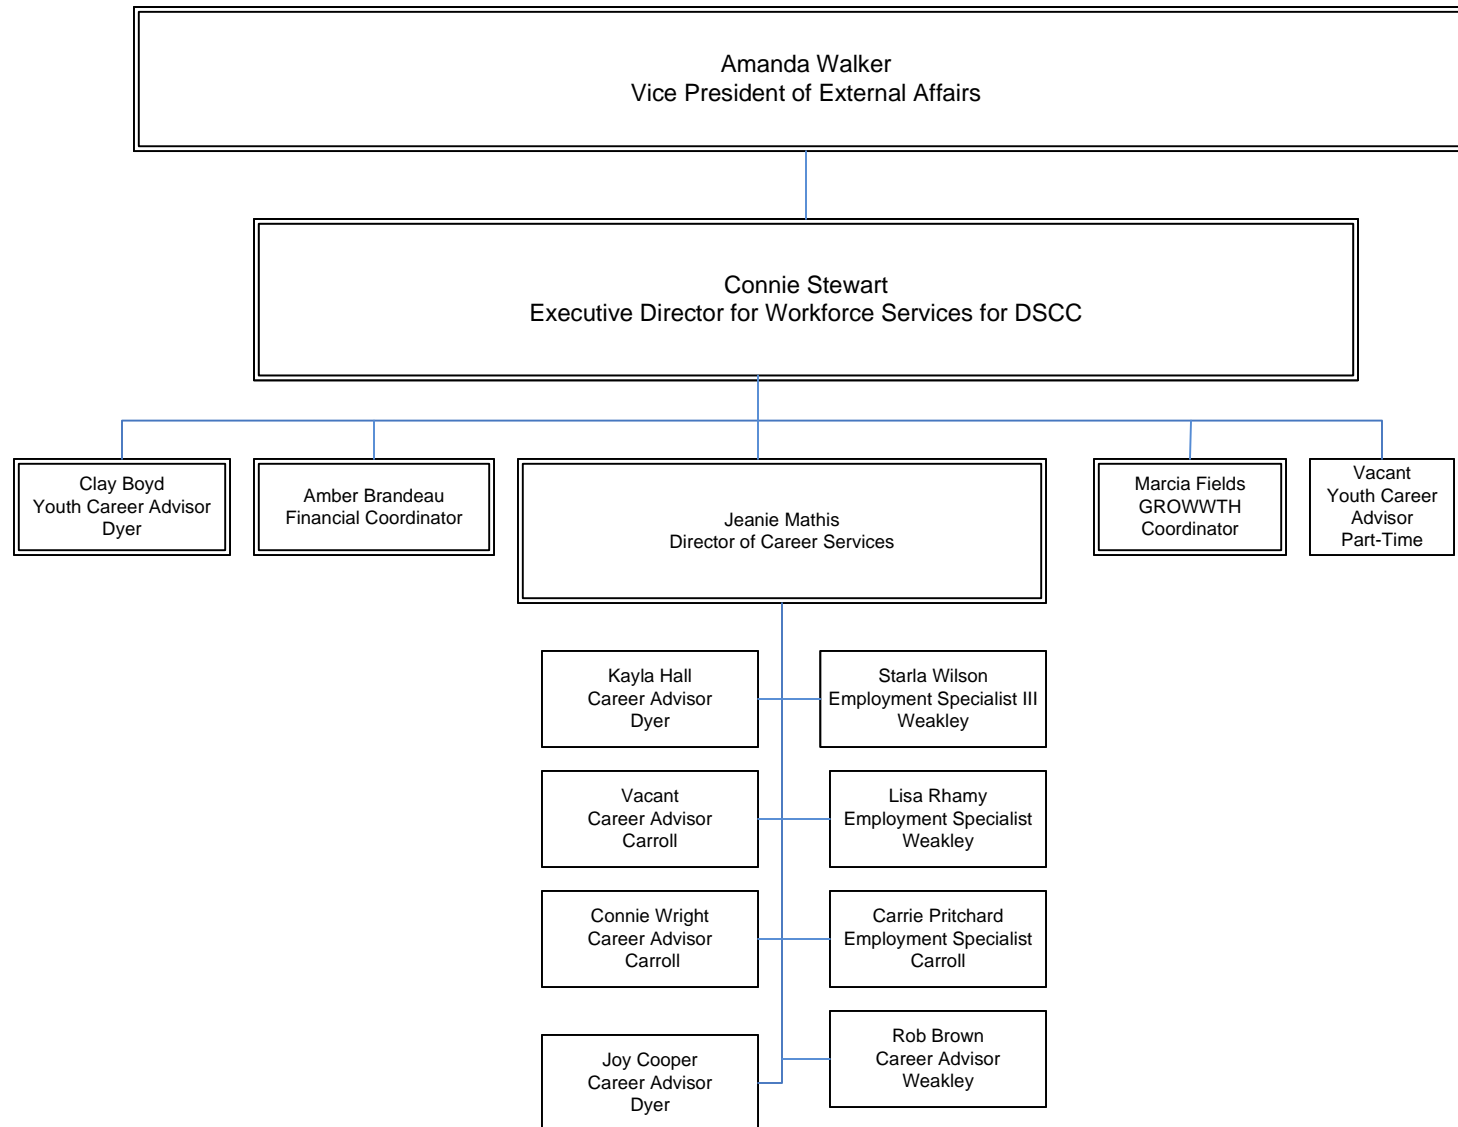 Amanda Walker
Vice President of External Affairs
Connie Stewart
Executive Director for Workforce Services for DSCC
Clay Boyd
Youth Career Advisor
Dyer
Amber Brandeau
Financial Coordinator
Jeanie Mathis
Director of Career Services
Marcia Fields
GROWWTH
Coordinator
Vacant
Youth Career
Advisor
Part-Time
Kayla Hall
Career Advisor
Dyer
Starla Wilson
Employment Specialist III
Weakley
Vacant
Career Advisor
Carroll
Lisa Rhamy
Employment Specialist
Weakley
Connie Wright
Career Advisor
Carroll
Carrie Pritchard
Employment Specialist
Carroll
Rob Brown
Career Advisor
Weakley
Joy Cooper
Career Advisor
Dyer